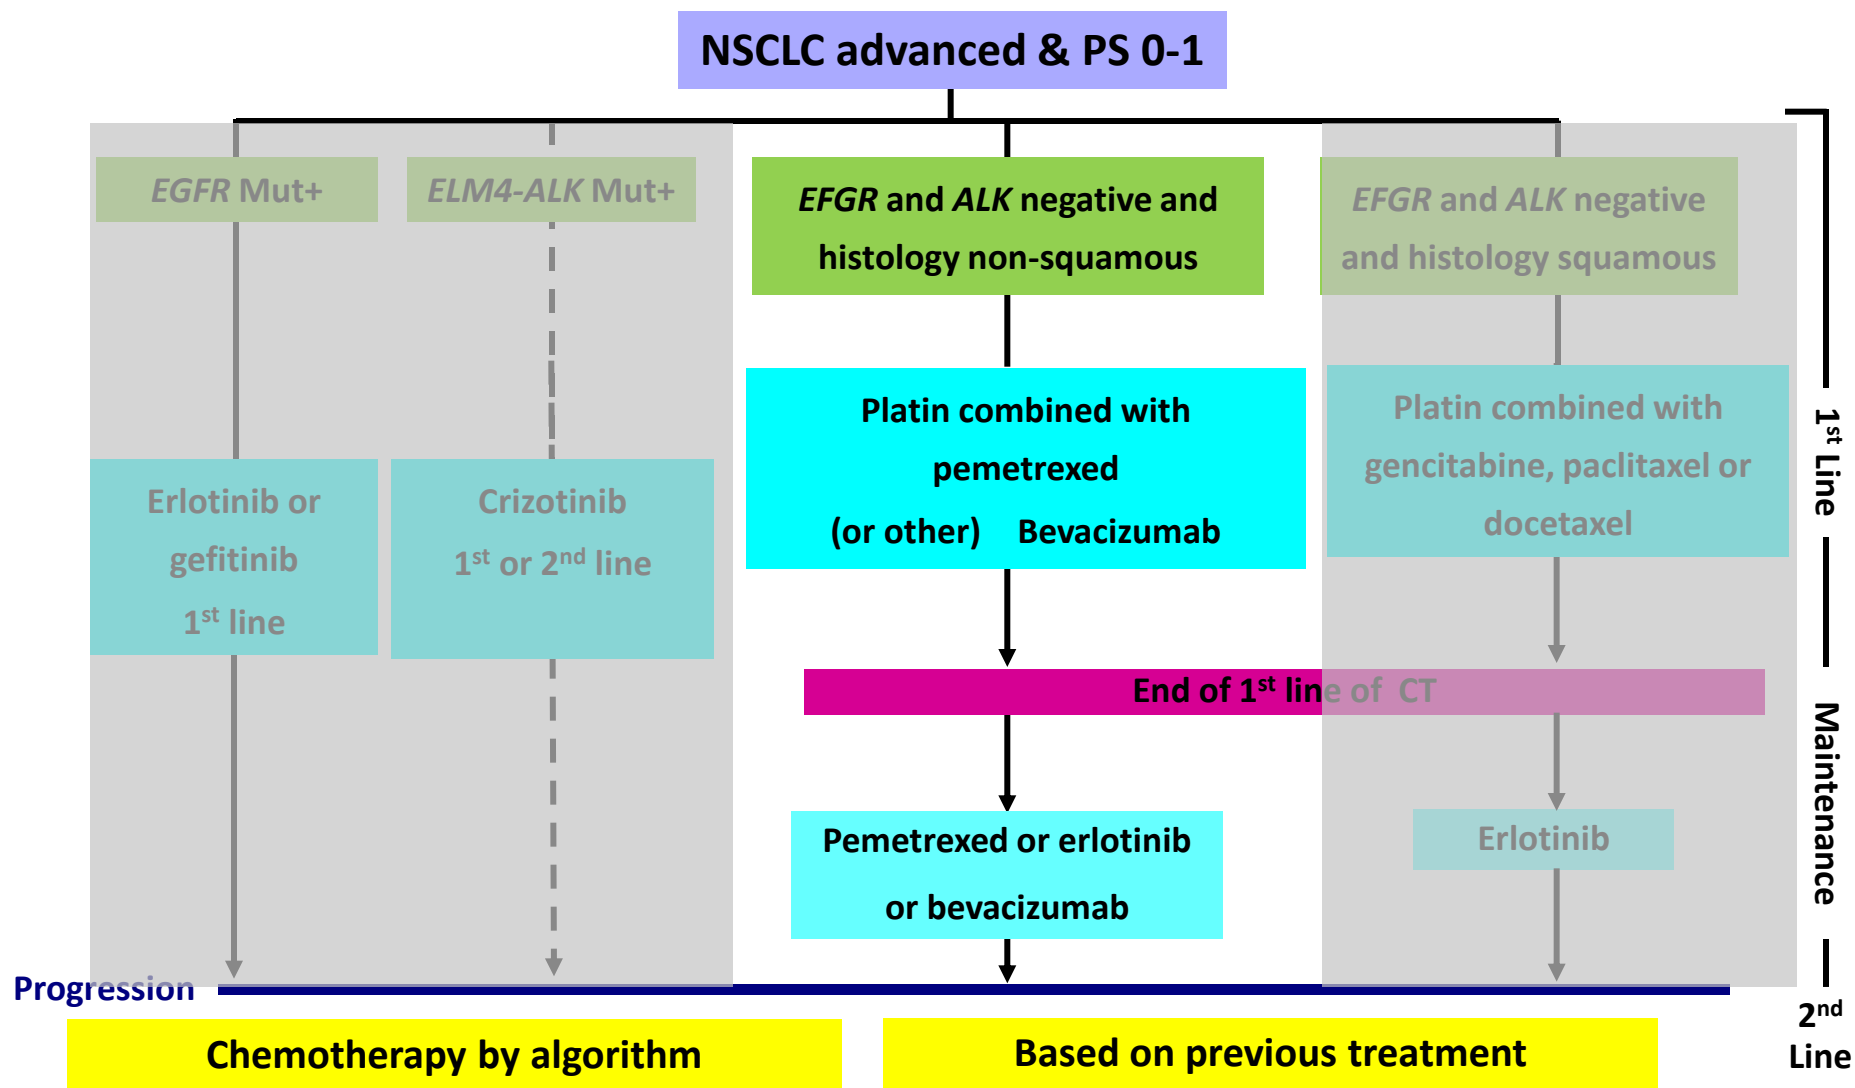 NSCLC advanced & PS 0-1
EGFR Mut+
ELM4-ALK Mut+
EFGR and ALK negative and
histology non-squamous
EFGR and ALK negative
and histology squamous
Erlotinib or
gefitinib
1st line
Crizotinib
1st or 2nd line
Platin combined with
pemetrexed
(or other) Bevacizumab
Platin combined with
gencitabine, paclitaxel or
docetaxel
1st Line
End of 1st line of CT
Maintenance
Pemetrexed or erlotinib
or bevacizumab
Erlotinib
Progression
Chemotherapy by algorithm
Based on previous treatment
2nd
Line